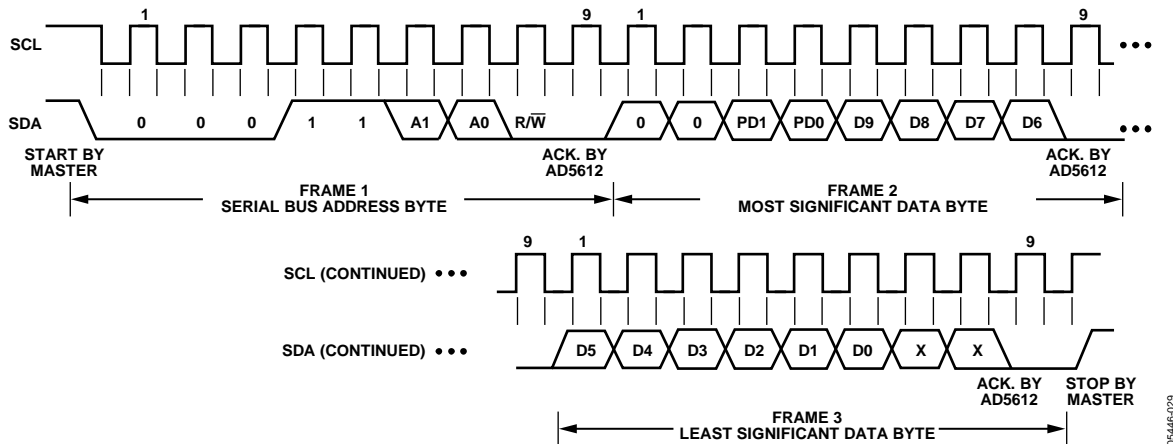 1 9 1 9
SCL
SDA 0 0 0 1 1 A1 A0 R/W̅ 0 0 PD1 PD0 D9 D8 D7 D6
START BY
MASTER
ACK. BY
AD5612
ACK. BY
AD5612
FRAME 1
SERIAL BUS ADDRESS BYTE
FRAME 2
MOST SIGNIFICANT DATA BYTE
9 1 9
SCL (CONTINUED)
SDA (CONTINUED) D5 D4 D3 D2 D1 D0 X X
ACK. BY
AD5612
STOP BY
MASTER
FRAME 3
LEAST SIGNIFICANT DATA BYTE